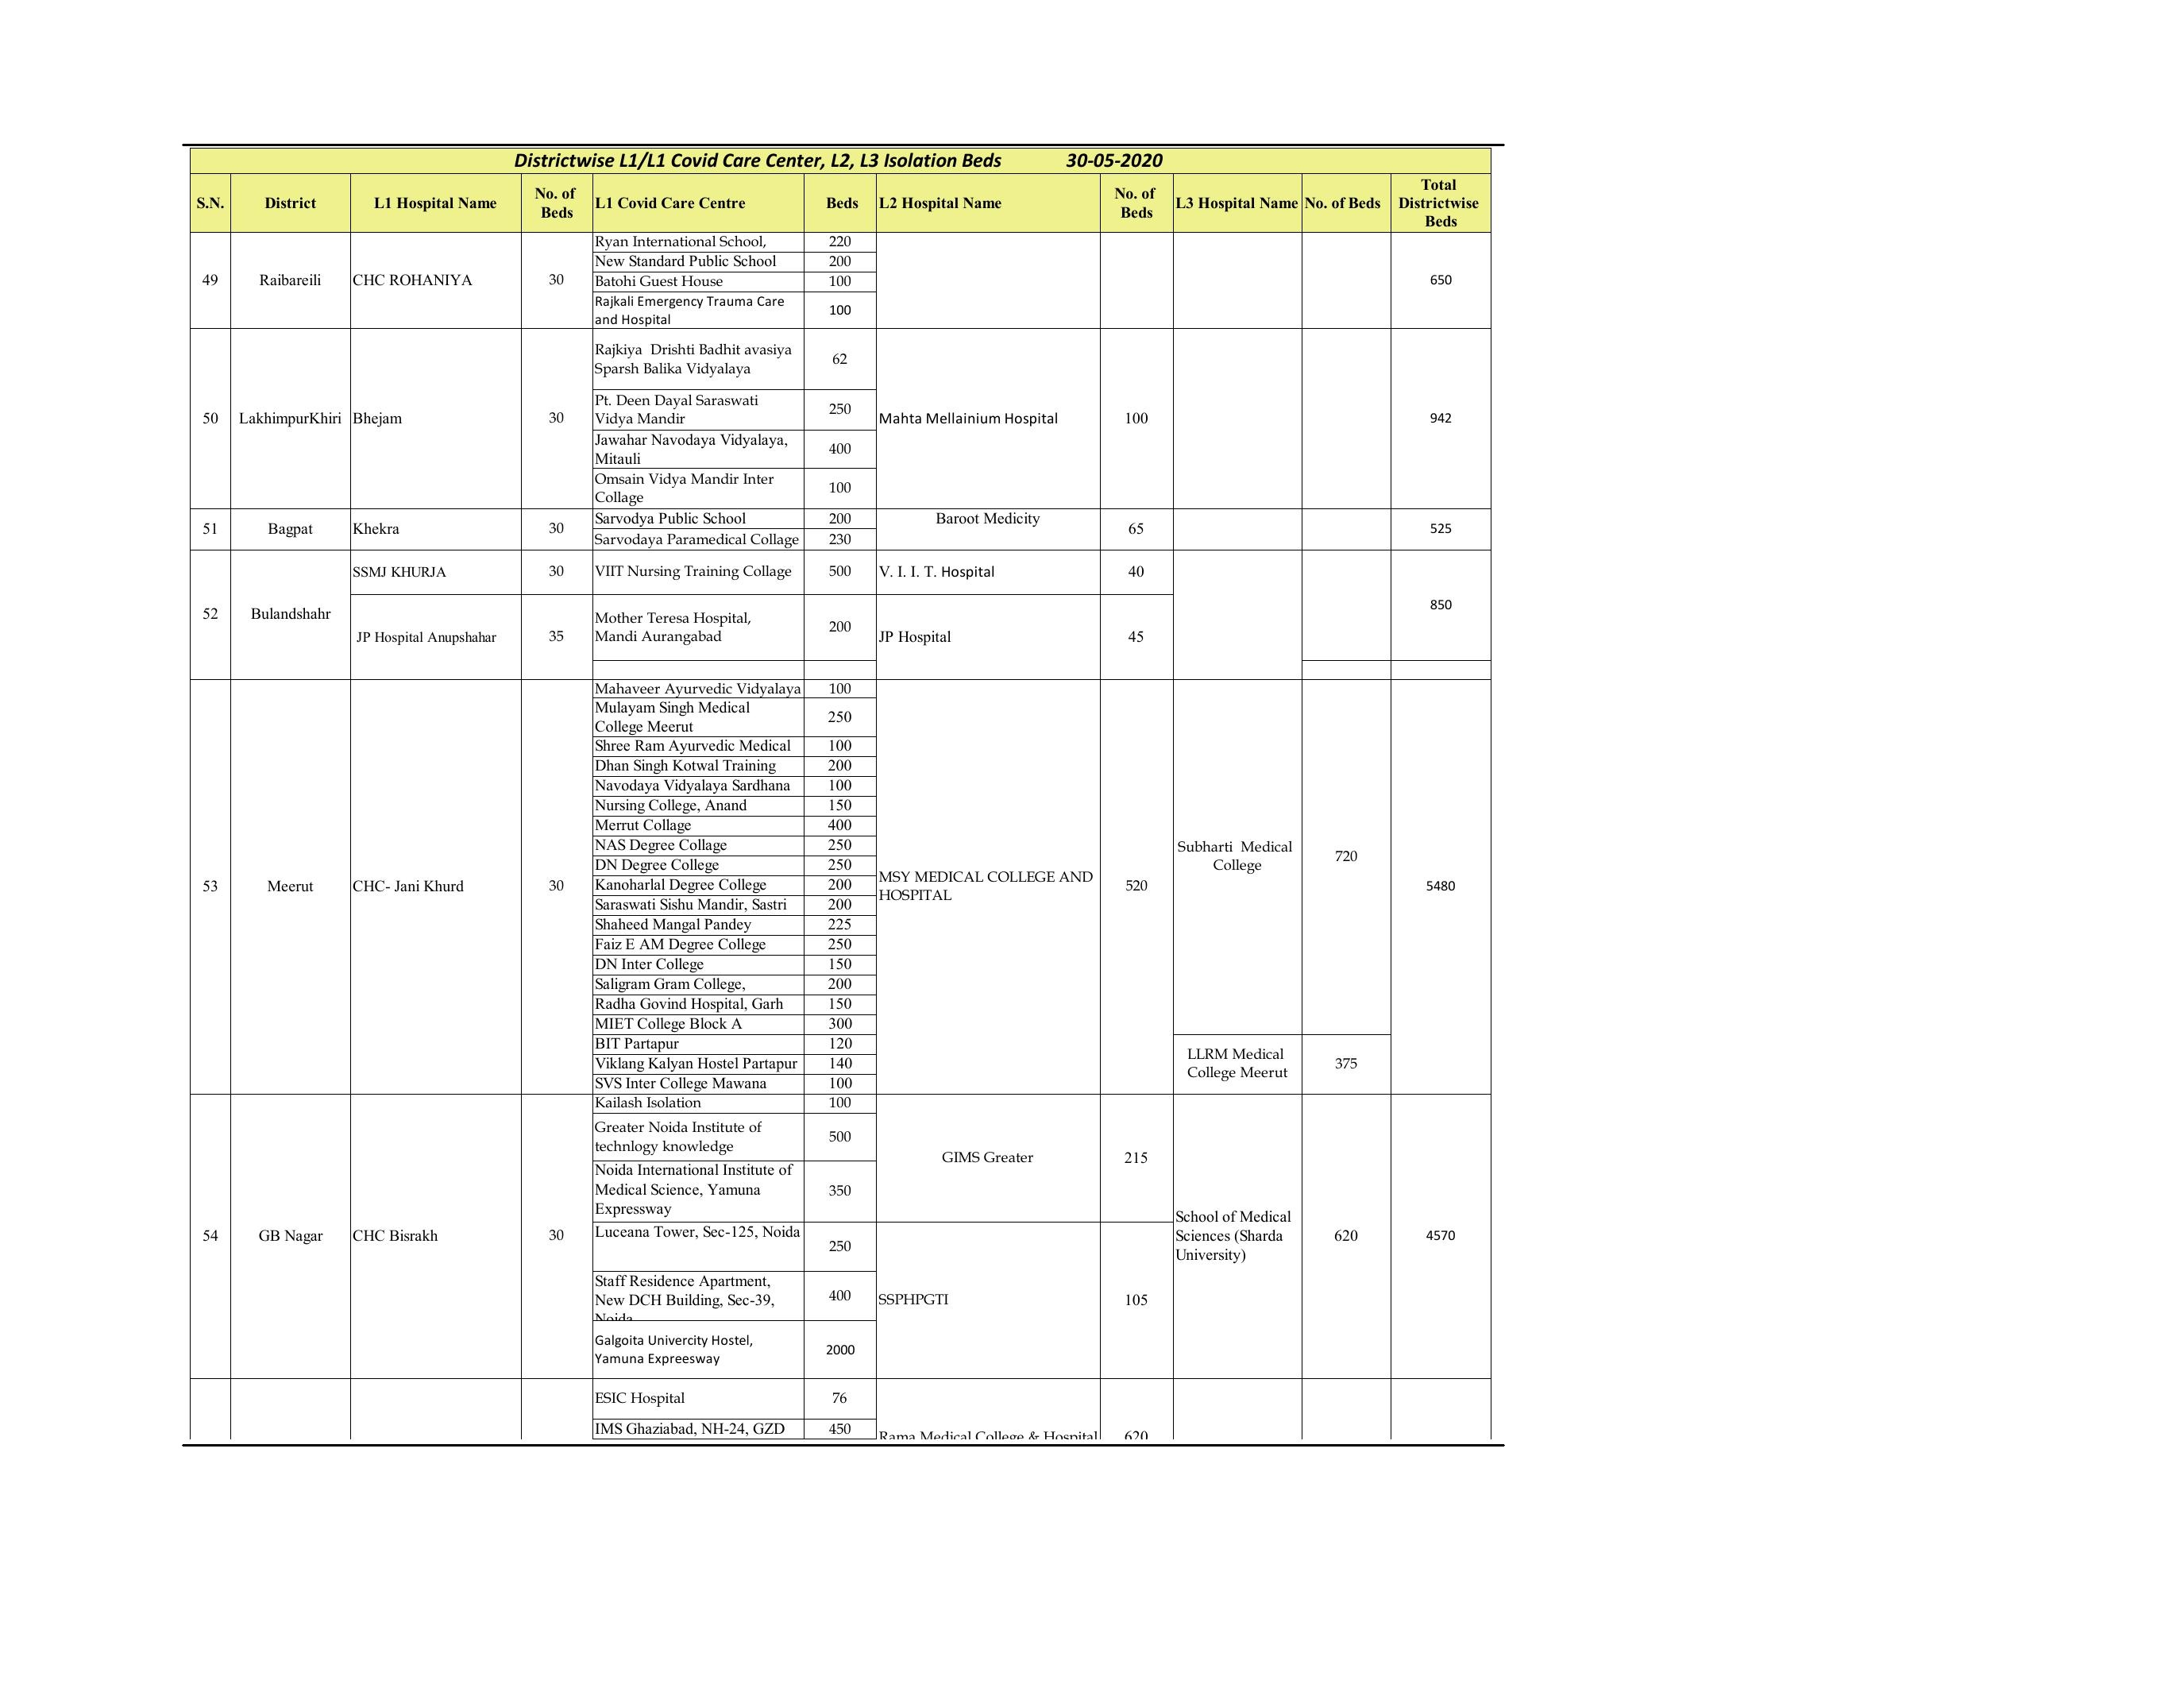 Districtwise L1/L1 Covid Care Center, L2, L3 Isolation Beds 30-05-2020
S.N. District L1 Hospital Name No. of Beds L1 Covid Care Centre Beds L2 Hospital Name No. of Beds L3 Hospital Name No. of Beds Total Districtwise Beds
49 Raibareili CHC ROHANIYA 30 Ryan International School, 220 650
New Standard Public School 200
Batohi Guest House 100
Rajkali Emergency Trauma Care and Hospital 100
50 LakhimpurKhiri Bhejam 30 Rajkiya Drishti Badhit avasiya Sparsh Balika Vidyalaya 62 Mahta Mellainium Hospital 100 942
Pt. Deen Dayal Saraswati Vidya Mandir 250
Jawahar Navodaya Vidyalaya, Mitauli 400
Omsain Vidya Mandir Inter Collage 100
51 Bagpat Khekra 30 Sarvodya Public School 200 Baroot Medicity 65 525
Sarvodaya Paramedical Collage 230
52 Bulandshahr SSMJ KHURJA 30 VIIT Nursing Training Collage 500 V. I. I. T. Hospital 40 850
JP Hospital Anupshahar 35 Mother Teresa Hospital, Mandi Aurangabad 200 JP Hospital 45
53 Meerut CHC- Jani Khurd 30 Mahaveer Ayurvedic Vidyalaya 100 MSY MEDICAL COLLEGE AND HOSPITAL 520 Subharti Medical College 720 5480
Mulayam Singh Medical College Meerut 250
Shree Ram Ayurvedic Medical 100
Dhan Singh Kotwal Training 200
Navodaya Vidyalaya Sardhana 100
Nursing College, Anand 150
Merrut Collage 400
NAS Degree Collage 250
DN Degree College 250
Kanoharlal Degree College 200
Saraswati Sishu Mandir, Sastri 200
Shaheed Mangal Pandey 225
Faiz E AM Degree College 250
DN Inter College 150
Saligram Gram College, 200
Radha Govind Hospital, Garh 150
MIET College Block A 300
BIT Partapur 120 LLRM Medical College Meerut 375
Viklang Kalyan Hostel Partapur 140
SVS Inter College Mawana 100
54 GB Nagar CHC Bisrakh 30 Kailash Isolation 100 GIMS Greater 215 School of Medical Sciences (Sharda University) 620 4570
Greater Noida Institute of technlogy knowledge 500
Noida International Institute of Medical Science, Yamuna Expressway 350
Luceana Tower, Sec-125, Noida 250 SSPHPGTI 105
Staff Residence Apartment, New DCH Building, Sec-39, Noida 400
Galgoita Univercity Hostel, Yamuna Expreesway 2000
ESIC Hospital 76
IMS Ghaziabad, NH-24, GZD 450 Rama Medical College & Hospital 620